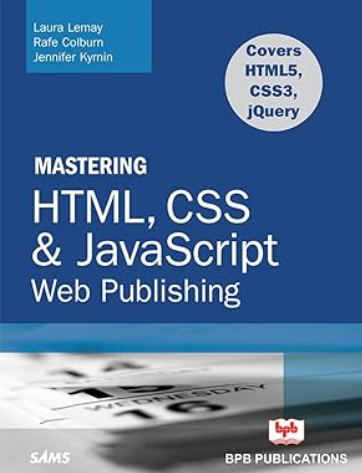 Laura Lemay
Rafe Colburn
Jennifer Kyrnin
Covers
HTML5,
CSS3,
jQuery
MASTERING
HTML, CSS
& JavaScript
Web Publishing
15
WEDNESDAY
16
SAMS
bpb
BPB PUBLICATIONS